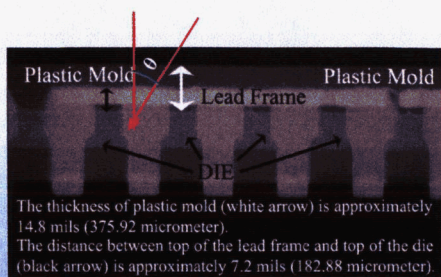 θ
Plastic Mold Plastic Mold
Lead Frame
DIE
The thickness of plastic mold (white arrow) is approximately
14.8 mils (375.92 micrometer).
The distance between top of the lead frame and top of the die
(black arrow) is approximately 7.2 mils (182.88 micrometer).